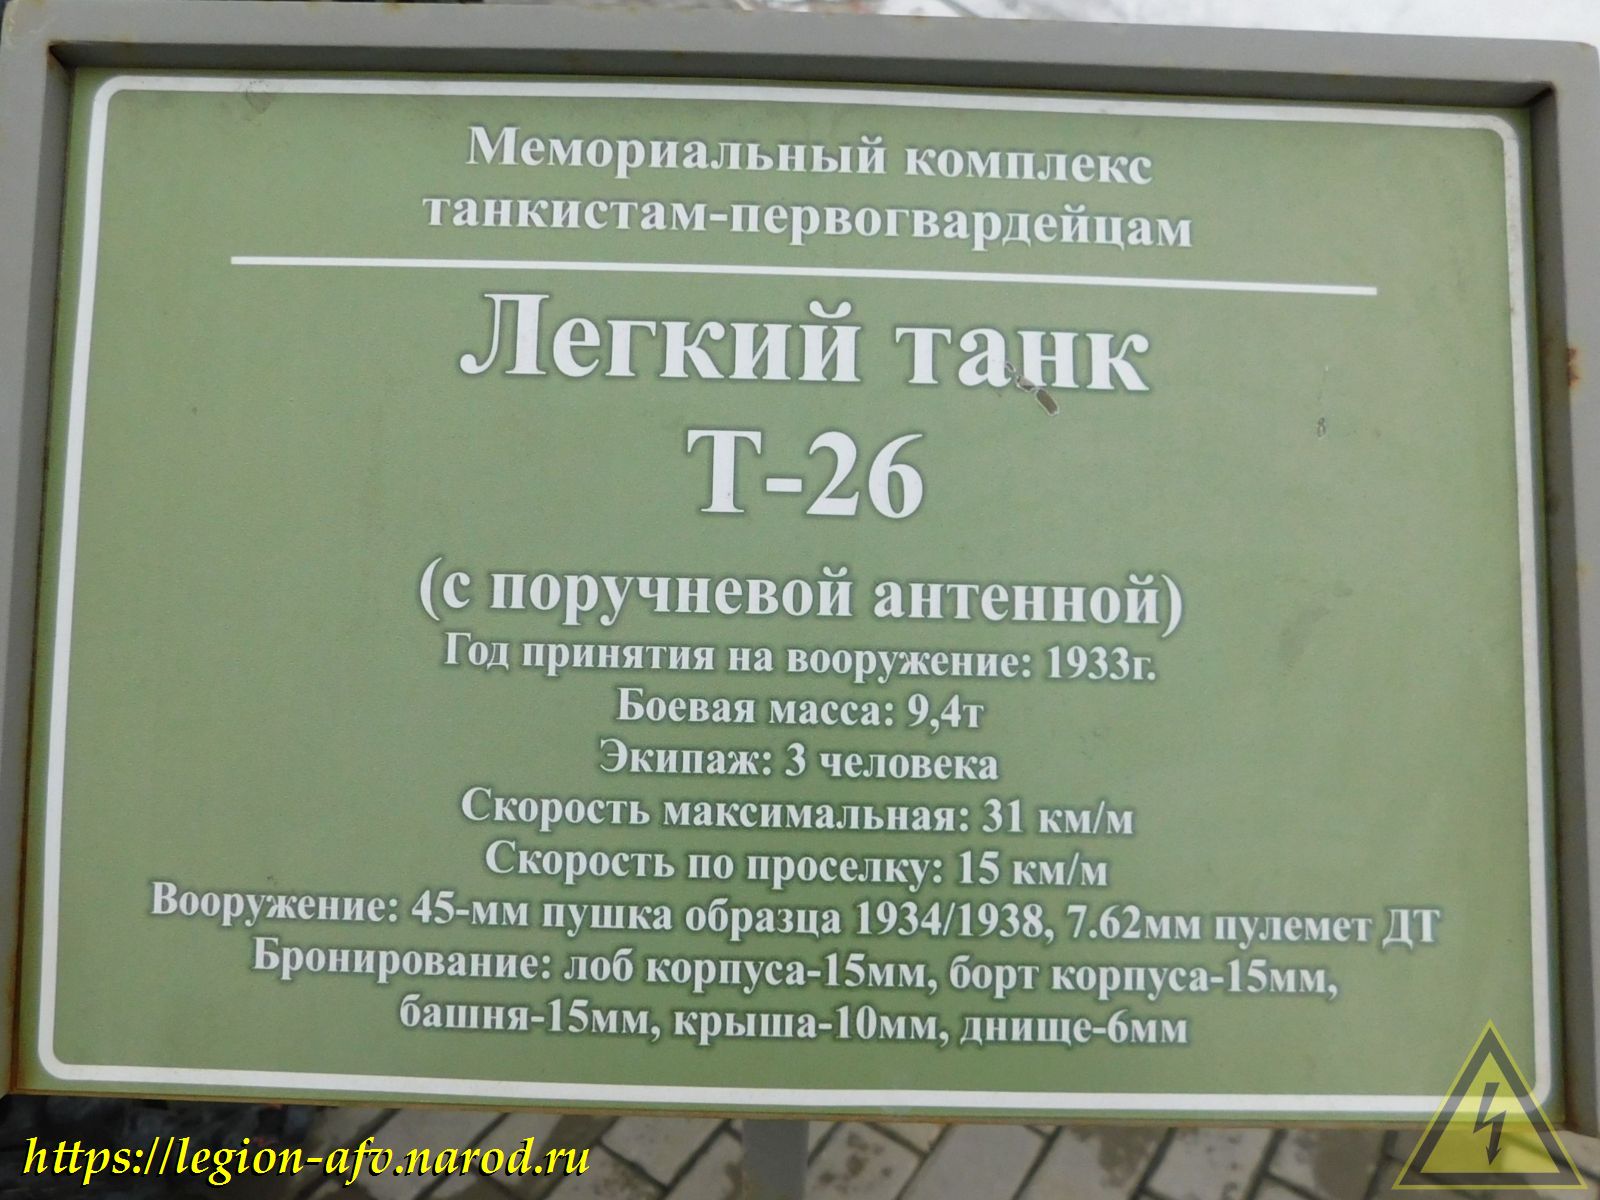 Мемориальный комплекс
танкистам-первогвардейцам
Легкий танк
Т-26
(с поручневой антенной)
Год принятия на вооружение: 1933г.
Боевая масса: 9,4т
Экипаж: 3 человека
Скорость максимальная: 31 км/м
Скорость по проселку: 15 км/м
Вооружение: 45-мм пушка образца 1934/1938, 7.62мм пулемет ДТ
Бронирование: лоб корпуса-15мм, борт корпуса-15мм,
башня-15мм, крыша-10мм, днище-6мм
https://legion-afv.narod.ru